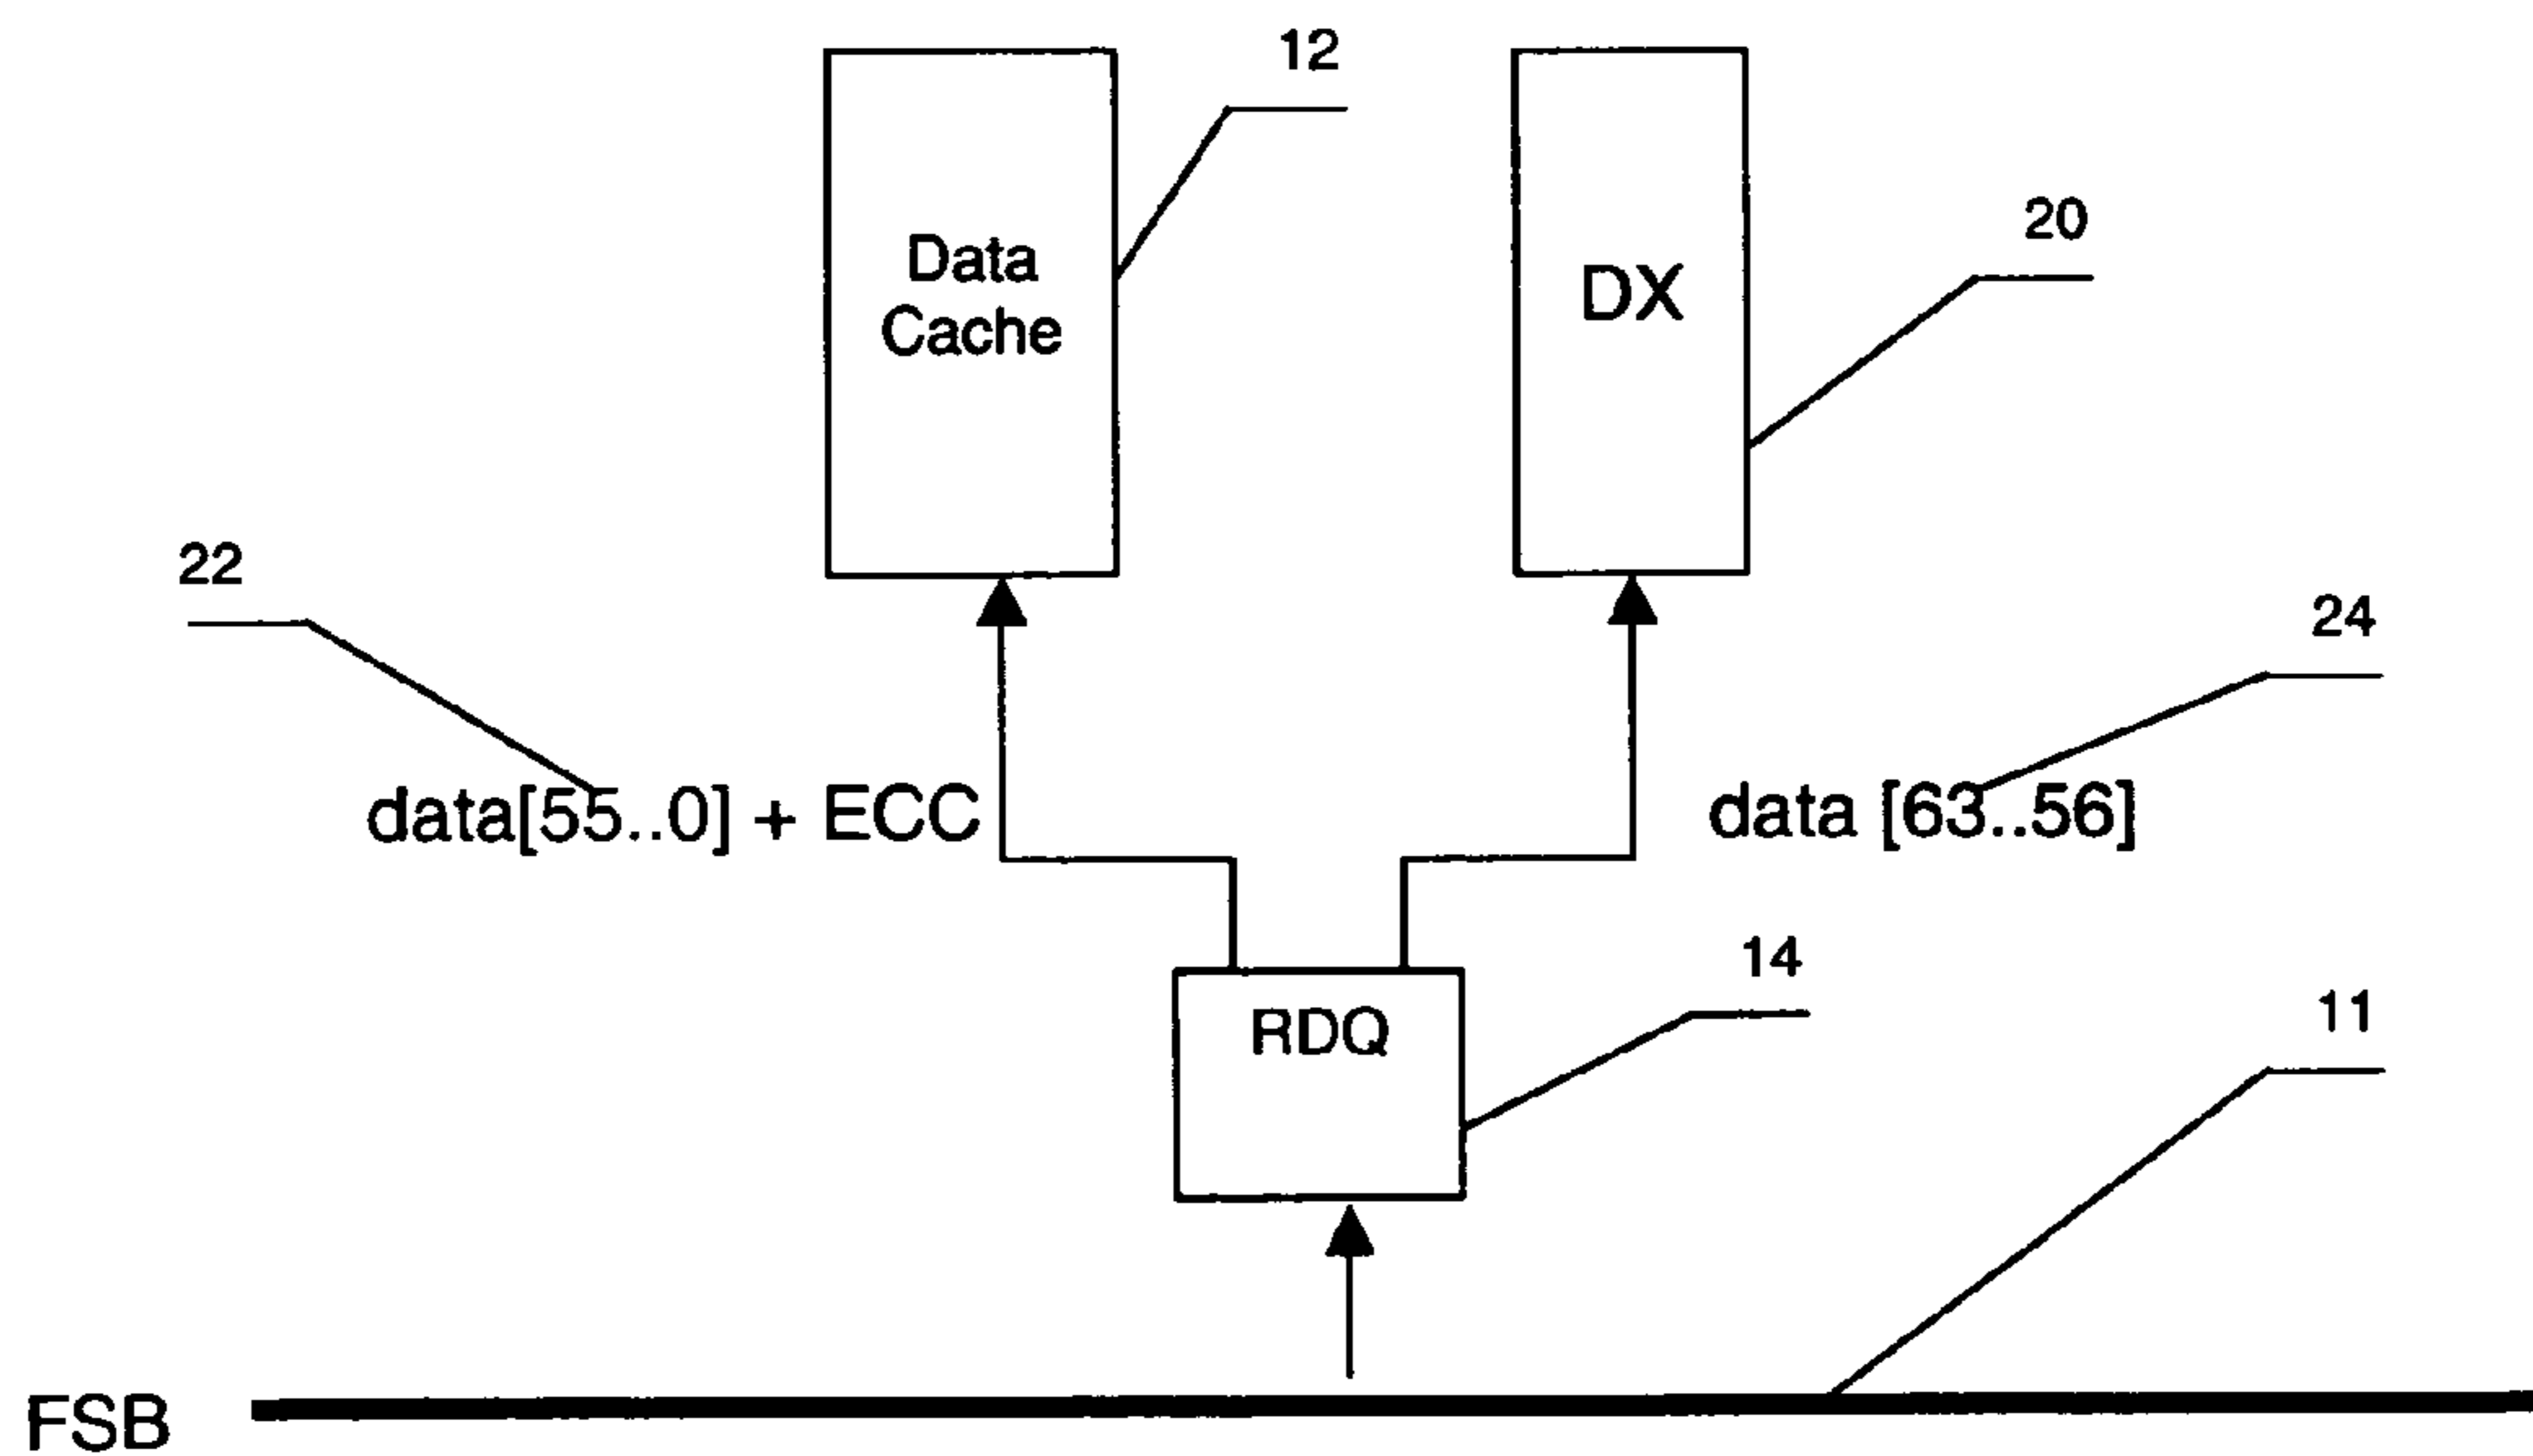 12
Data
Cache
DX
20
22
24
data[55..0] + ECC
data [63..56]
14
RDQ
11
FSB